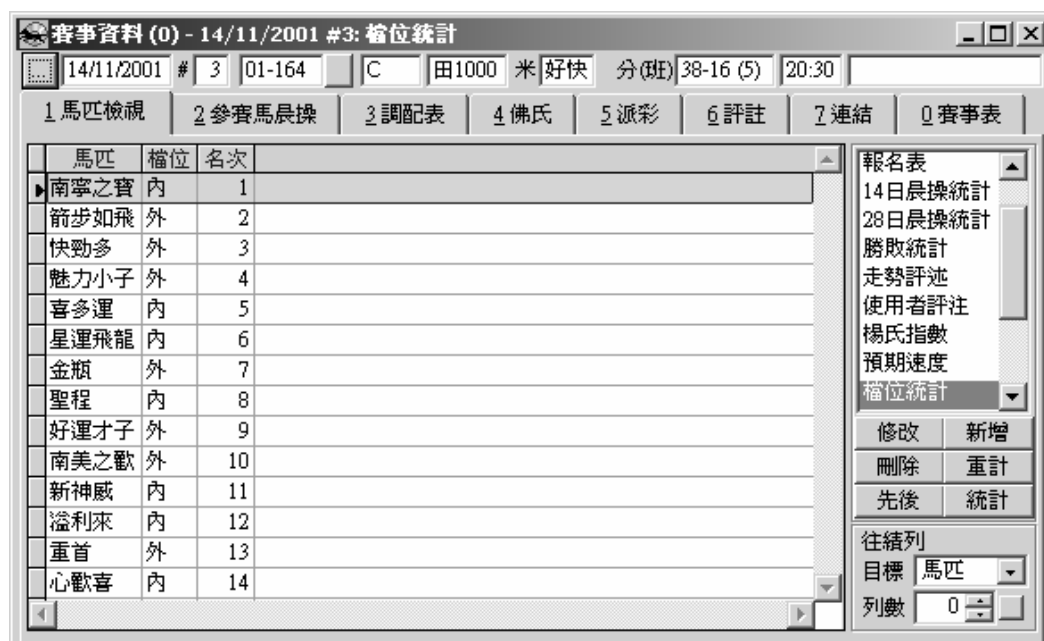 賽事資料 (0) - 14/11/2001 #3: 檔位統計
... 14/11/2001 # 3 01-164 C 田1000 米 好快 分(班) 38-16 (5) 20:30
1 馬匹檢視 2 參賽馬晨操 3 調配表 4 佛氏 5 派彩 6 評註 7 連結 0 賽事表
馬匹 檔位 名次
南寧之寶 內 1
箭步如飛 外 2
快勁多 外 3
魅力小子 外 4
喜多運 內 5
星運飛龍 內 6
金瓶 外 7
聖程 內 8
好運才子 外 9
南美之歡 外 10
新神威 內 11
溢利來 內 12
重首 外 13
心歡喜 內 14
報名表
14日晨操統計
28日晨操統計
勝敗統計
走勢評述
使用者評注
楊氏指數
預期速度
檔位統計
修改 新增
刪除 重計
先後 統計
往績列
目標 馬匹
列數 0